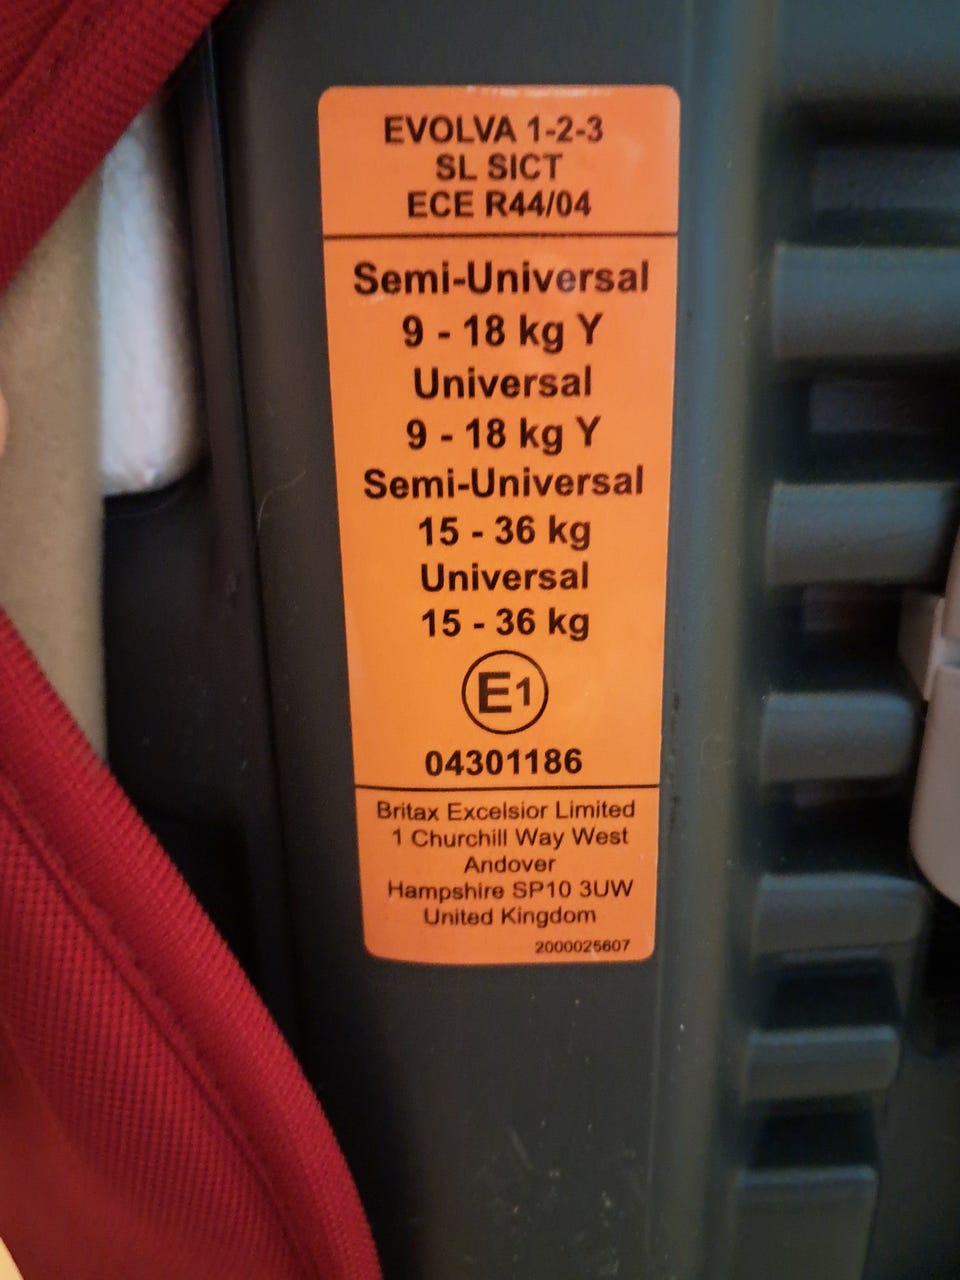 EVOLVA 1-2-3
SL SICT
ECE R44/04
Semi-Universal
9 - 18 kg Y
Universal
9 - 18 kg Y
Semi-Universal
15 - 36 kg
Universal
15 - 36 kg
E1
04301186
Britax Excelsior Limited
1 Churchill Way West
Andover
Hampshire SP10 3UW
United Kingdom
2000025607